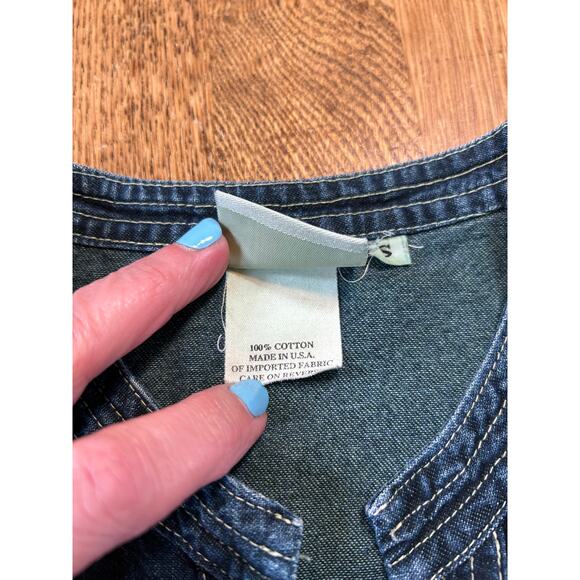 S
100% COTTON
MADE IN U.S.A.
OF IMPORTED FABRIC
CARE ON REVERSE